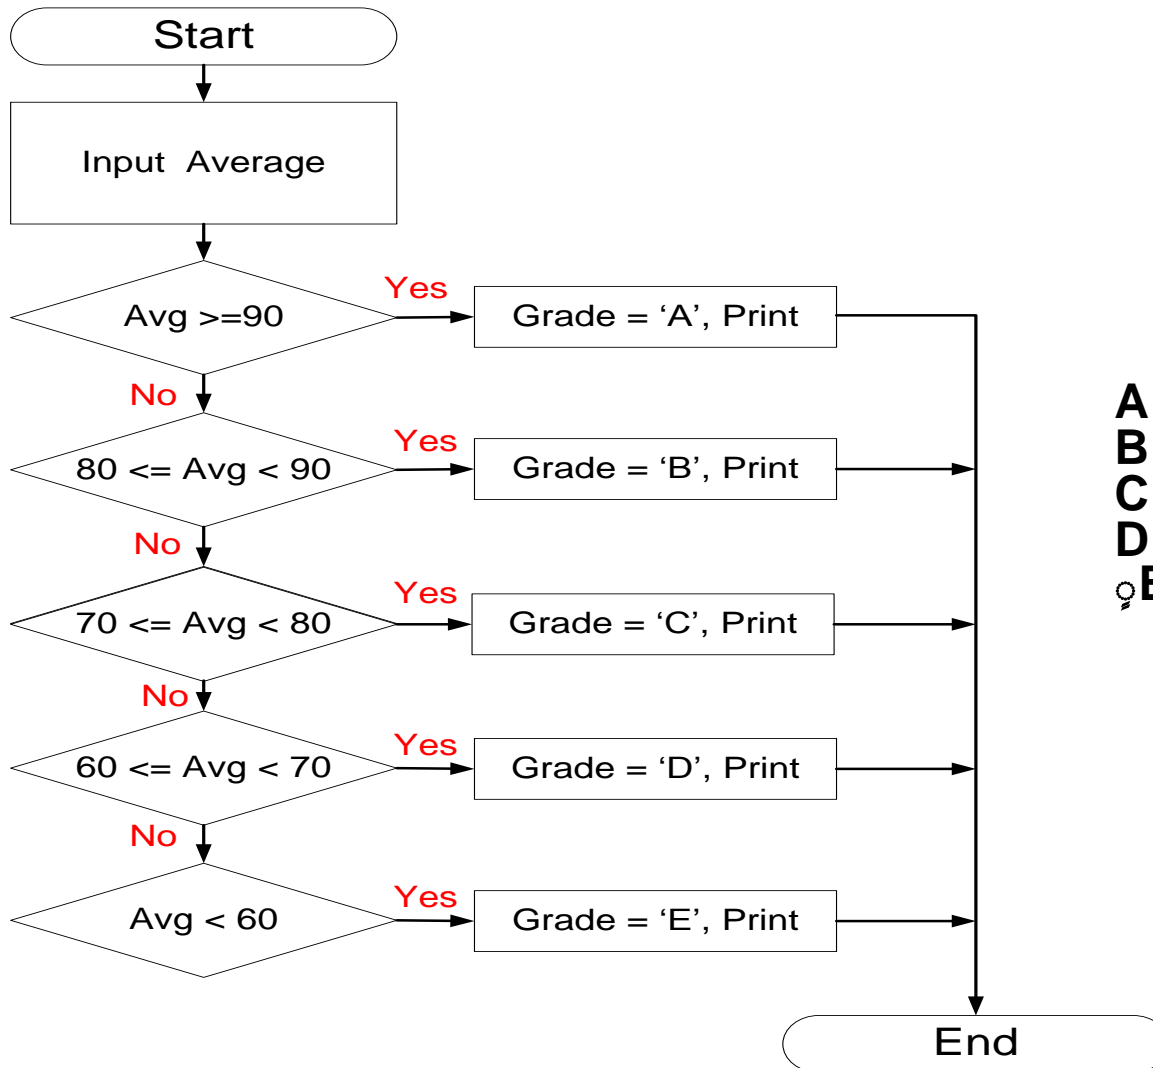 Start
Input Average
Avg >=90
Yes
Grade = ‘A’, Print
No
80 <= Avg < 90
Yes
Grade = ‘B’, Print
No
70 <= Avg < 80
Yes
Grade = ‘C’, Print
No
60 <= Avg < 70
Yes
Grade = ‘D’, Print
No
Avg < 60
Yes
Grade = ‘E’, Print
End
A
B
C
D